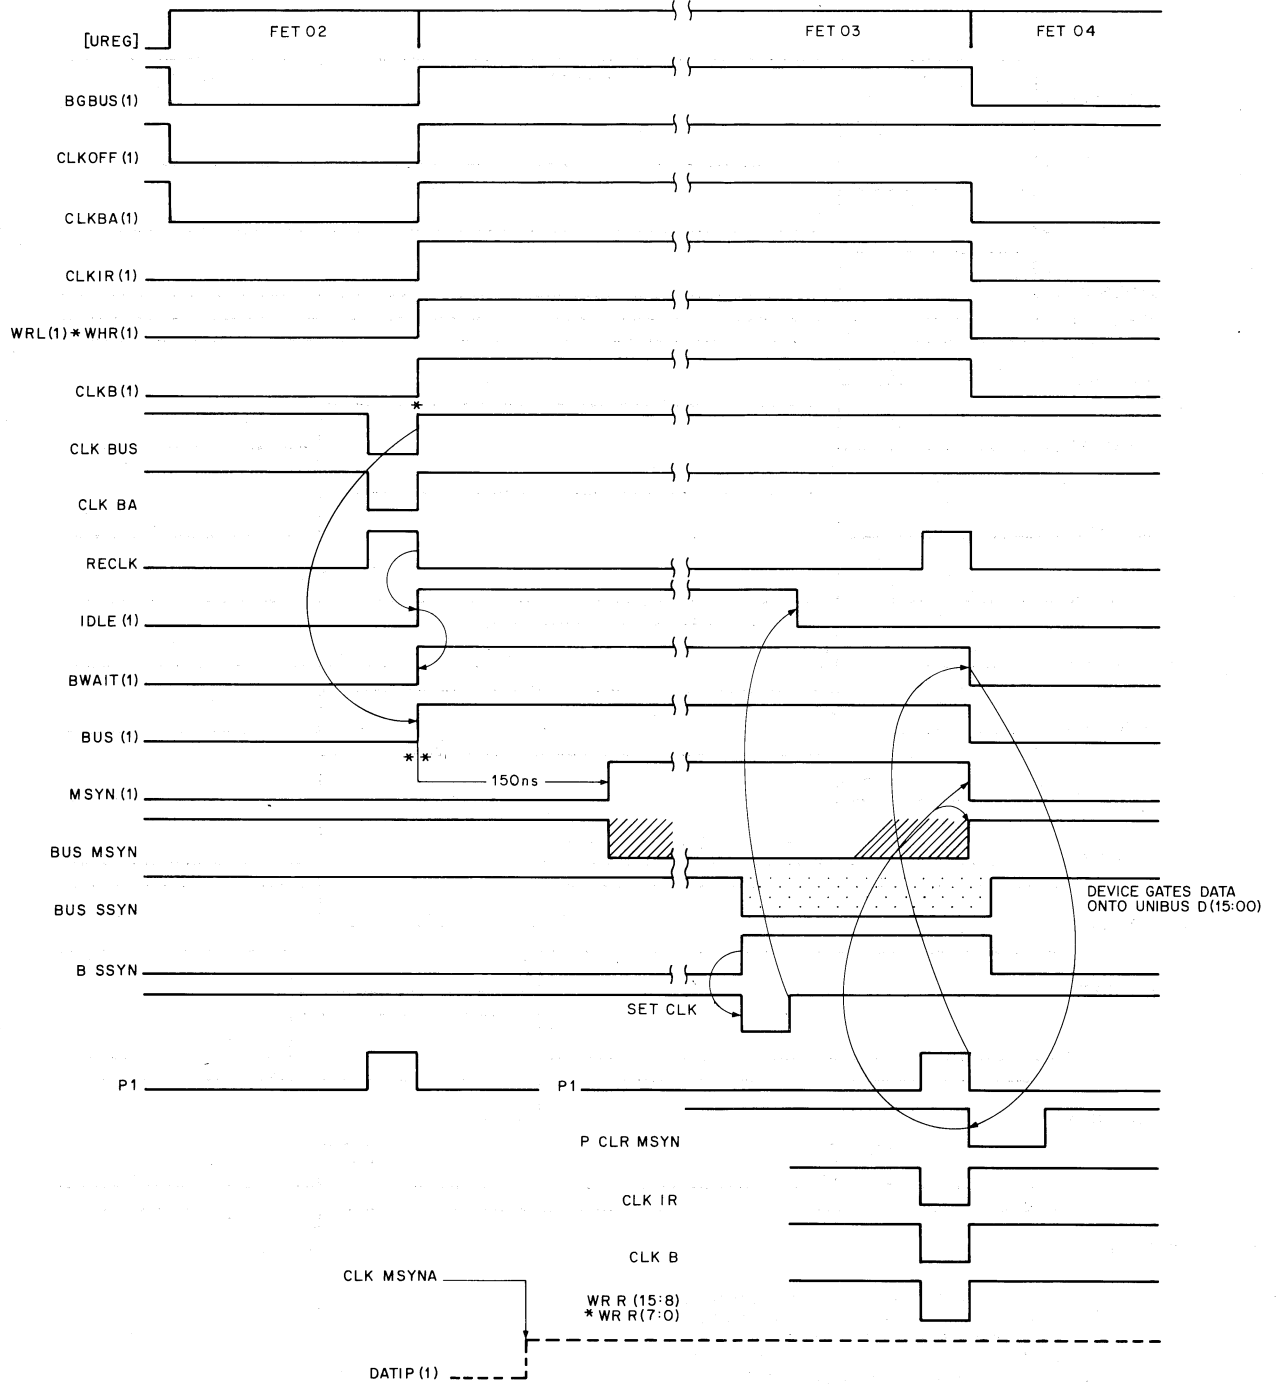 FET 02
FET 03
FET 04
[UREG]
BGBUS(1)
CLKOFF(1)
CLKBA(1)
CLKIR(1)
WRL(1)*WHR(1)
CLKB(1)
*
CLK BUS
CLK BA
RECLK
IDLE(1)
BWAIT(1)
BUS (1)
* *
150ns
MSYN(1)
BUS MSYN
BUS SSYN
DEVICE GATES DATA
ONTO UNIBUS D(15:00)
B SSYN
SET CLK
P1
P1
P CLR MSYN
CLK IR
CLK B
CLK MSYNA
WR R (15:8)
* WR R(7:0)
DATIP(1)